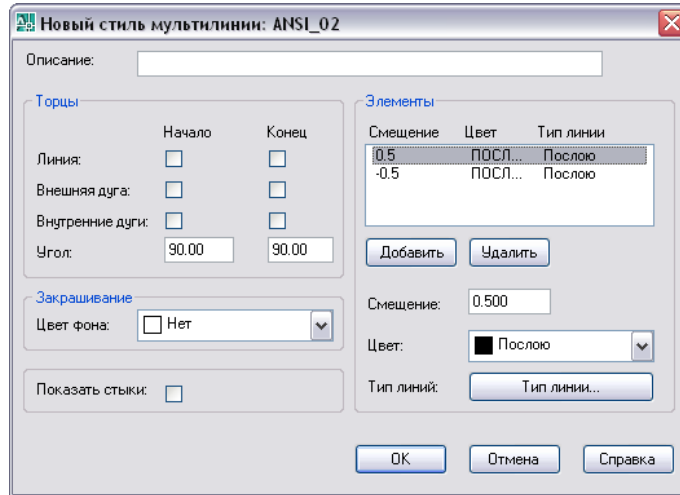 Новый стиль мультилинии: ANSI_02
Описание:
Торцы
Начало Конец
Линия:
Внешняя дуга:
Внутренние дуги:
Угол: 90.00 90.00
Закрашивание
Цвет фона: Нет
Показать стыки:
Элементы
Смещение Цвет Тип линии
0.5 ПОСЛ... Послою
-0.5 ПОСЛ... Послою
Добавить Удалить
Смещение: 0.500
Цвет: Послою
Тип линий: Тип линии...
OK Отмена Справка